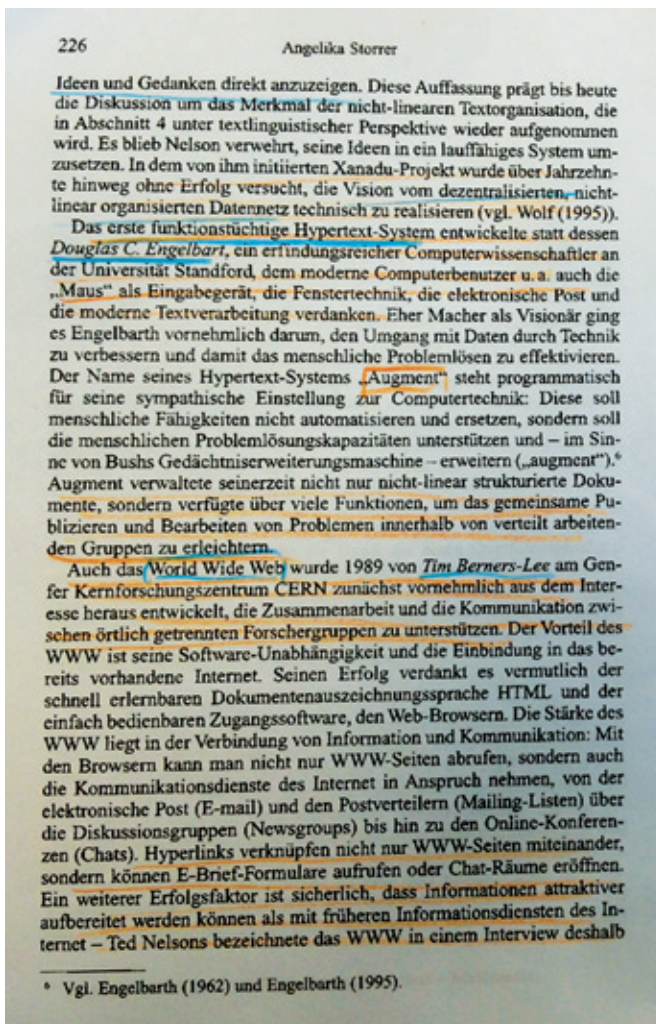 226
Angelika Storrer
Ideen und Gedanken direkt anzuzeigen. Diese Auffassung prägt bis heute
die Diskussion um das Merkmal der nicht-linearen Textorganisation, die
in Abschnitt 4 unter textlinguistischer Perspektive wieder aufgenommen
wird. Es blieb Nelson verwehrt, seine Ideen in ein lauffähiges System um-
zusetzen. In dem von ihm initiierten Xanadu-Projekt wurde über Jahrzehn-
te hinweg ohne Erfolg versucht, die Vision vom dezentralisierten, nicht-
linear organisierten Datennetz technisch zu realisieren (vgl. Wolf (1995)).
Das erste funktionstüchtige Hypertext-System entwickelte statt dessen
Douglas C. Engelbart, ein erfindungsreicher Computerwissenschaftler an
der Universität Standford, dem moderne Computerbenutzer u. a. auch die
„Maus“ als Eingabegerät, die Fenstertechnik, die elektronische Post und
die moderne Textverarbeitung verdanken. Eher Macher als Visionär ging
es Engelbarth vornehmlich darum, den Umgang mit Daten durch Technik
zu verbessern und damit das menschliche Problemlösen zu effektivieren.
Der Name seines Hypertext-Systems „Augment“ steht programmatisch
für seine sympathische Einstellung zur Computertechnik: Diese soll
menschliche Fähigkeiten nicht automatisieren und ersetzen, sondern soll
die menschlichen Problemlösungskapazitäten unterstützen und – im Sin-
ne von Bushs Gedächtniserweiterungsmaschine – erweitern („augment“).⁶
Augment verwaltete seinerzeit nicht nur nicht-linear strukturierte Doku-
mente, sondern verfügte über viele Funktionen, um das gemeinsame Pu-
blizieren und Bearbeiten von Problemen innerhalb von verteilt arbeiten-
den Gruppen zu erleichtern.
Auch das World Wide Web wurde 1989 von Tim Berners-Lee am Gen-
fer Kernforschungszentrum CERN zunächst vornehmlich aus dem Inter-
esse heraus entwickelt, die Zusammenarbeit und die Kommunikation zwi-
schen örtlich getrennten Forschergruppen zu unterstützen. Der Vorteil des
WWW ist seine Software-Unabhängigkeit und die Einbindung in das be-
reits vorhandene Internet. Seinen Erfolg verdankt es vermutlich der
schnell erlernbaren Dokumentenauszeichnungssprache HTML und der
einfach bedienbaren Zugangssoftware, den Web-Browsern. Die Stärke des
WWW liegt in der Verbindung von Information und Kommunikation: Mit
den Browsern kann man nicht nur WWW-Seiten abrufen, sondern auch
die Kommunikationsdienste des Internet in Anspruch nehmen, von der
elektronische Post (E-mail) und den Postverteilern (Mailing-Listen) über
die Diskussionsgruppen (Newsgroups) bis hin zu den Online-Konferen-
zen (Chats). Hyperlinks verknüpfen nicht nur WWW-Seiten miteinander,
sondern können E-Brief-Formulare aufrufen oder Chat-Räume eröffnen.
Ein weiterer Erfolgsfaktor ist sicherlich, dass Informationen attraktiver
aufbereitet werden können als mit früheren Informationsdiensten des In-
ternet – Ted Nelsons bezeichnete das WWW in einem Interview deshalb
⁶ Vgl. Engelbarth (1962) und Engelbarth (1995).